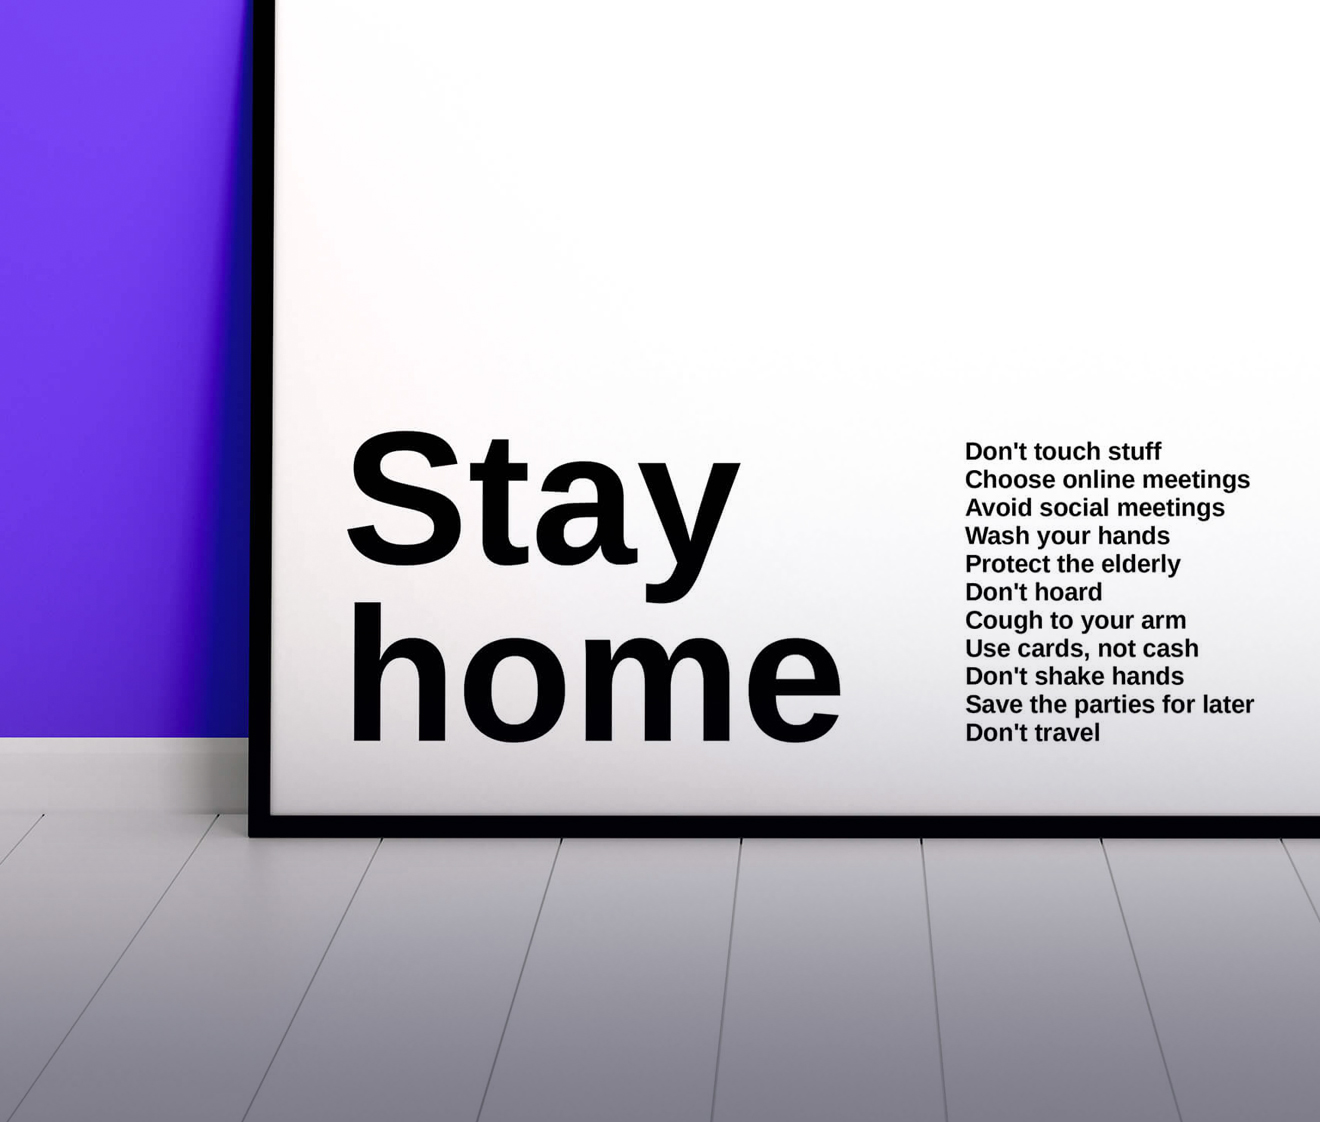 Stay
home
Don't touch stuff
Choose online meetings
Avoid social meetings
Wash your hands
Protect the elderly
Don't hoard
Cough to your arm
Use cards, not cash
Don't shake hands
Save the parties for later
Don't travel